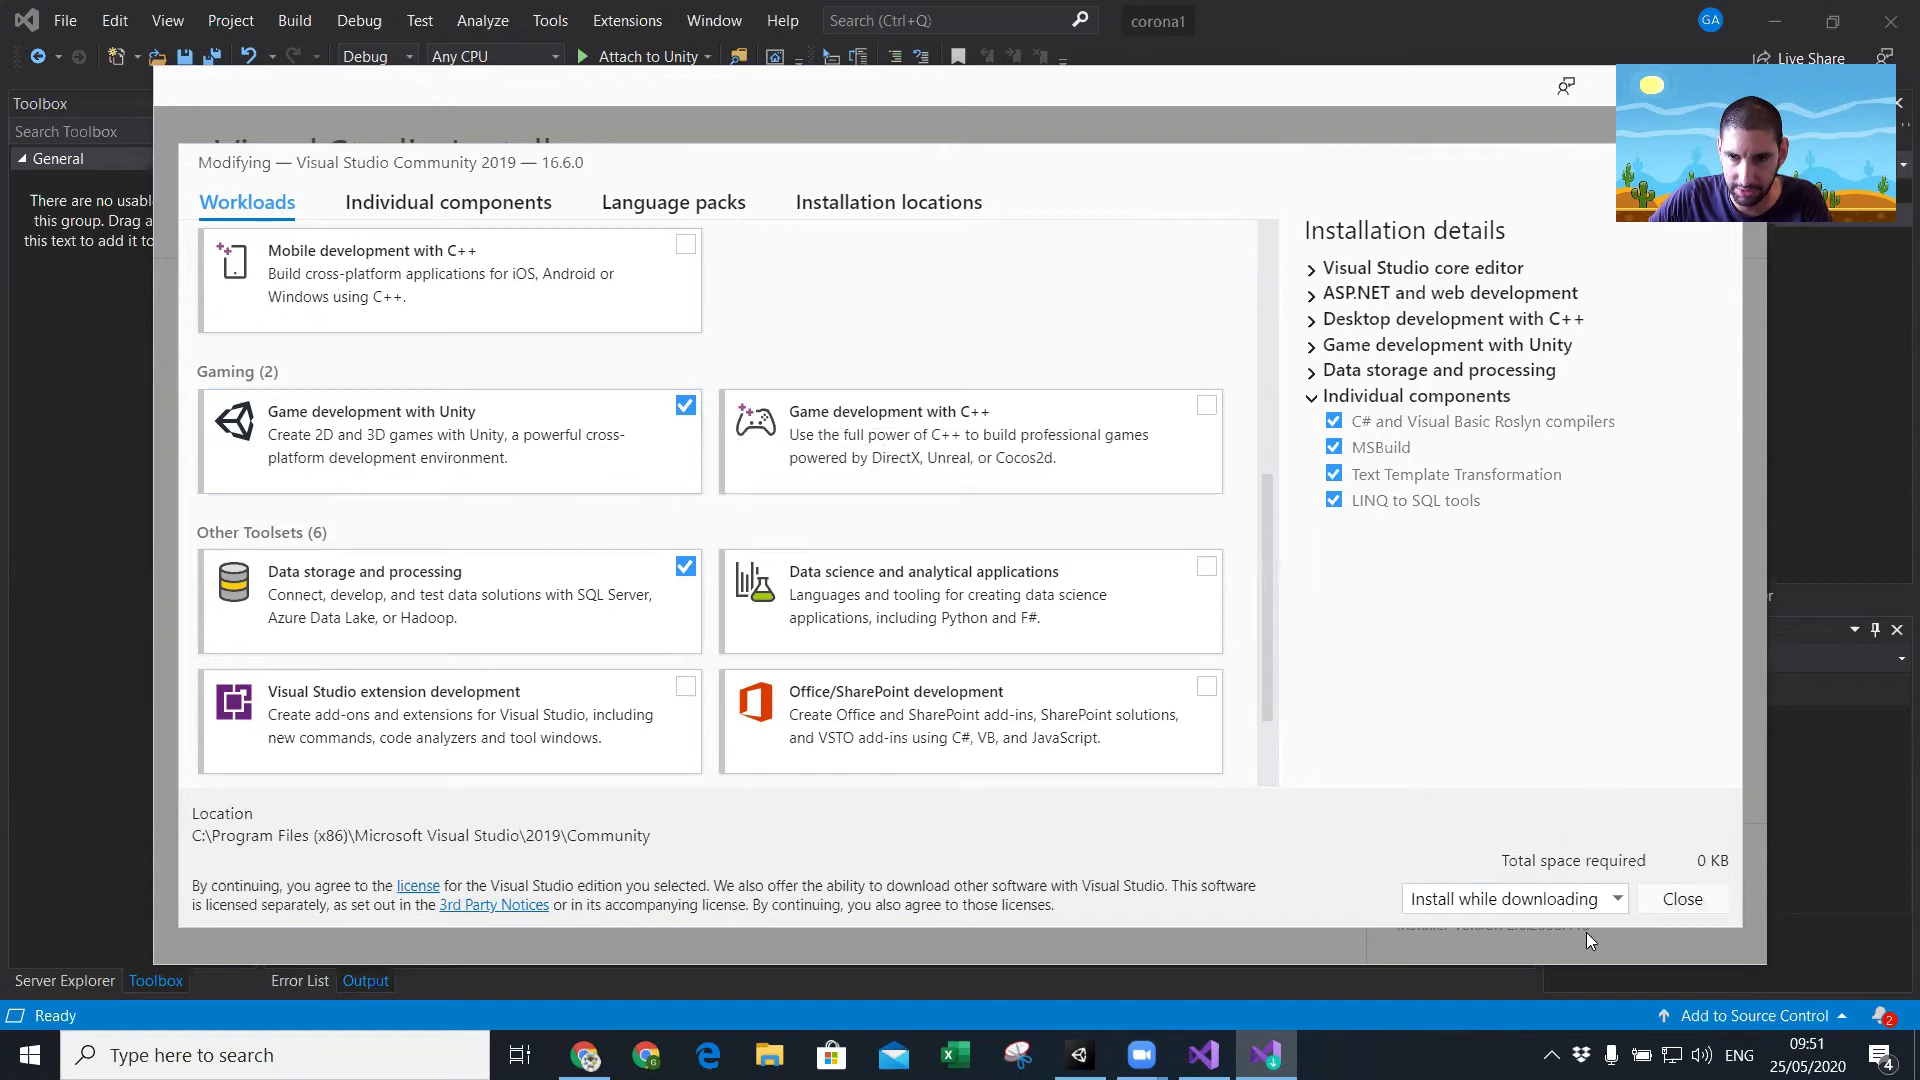 File Edit View Project Build Debug Test Analyze Tools Extensions Window Help Search (Ctrl+Q) corona1 GA
Debug Any CPU Attach to Unity Live Share
Toolbox
Search Toolbox
General
There are no usabl
this group. Drag a
this text to add it to
Modifying — Visual Studio Community 2019 — 16.6.0
Workloads Individual components Language packs Installation locations
Mobile development with C++
Build cross-platform applications for iOS, Android or
Windows using C++.
Gaming (2)
Game development with Unity
Create 2D and 3D games with Unity, a powerful cross-
platform development environment.
Game development with C++
Use the full power of C++ to build professional games
powered by DirectX, Unreal, or Cocos2d.
Other Toolsets (6)
Data storage and processing
Connect, develop, and test data solutions with SQL Server,
Azure Data Lake, or Hadoop.
Data science and analytical applications
Languages and tooling for creating data science
applications, including Python and F#.
Visual Studio extension development
Create add-ons and extensions for Visual Studio, including
new commands, code analyzers and tool windows.
Office/SharePoint development
Create Office and SharePoint add-ins, SharePoint solutions,
and VSTO add-ins using C#, VB, and JavaScript.
Installation details
Visual Studio core editor
ASP.NET and web development
Desktop development with C++
Game development with Unity
Data storage and processing
Individual components
C# and Visual Basic Roslyn compilers
MSBuild
Text Template Transformation
LINQ to SQL tools
Location
C:\Program Files (x86)\Microsoft Visual Studio\2019\Community
Total space required 0 KB
By continuing, you agree to the license for the Visual Studio edition you selected. We also offer the ability to download other software with Visual Studio. This software
is licensed separately, as set out in the 3rd Party Notices or in its accompanying license. By continuing, you also agree to those licenses.
Install while downloading Close
Server Explorer Toolbox Error List Output
Ready Add to Source Control 2
Type here to search
ENG
09:51
25/05/2020
4